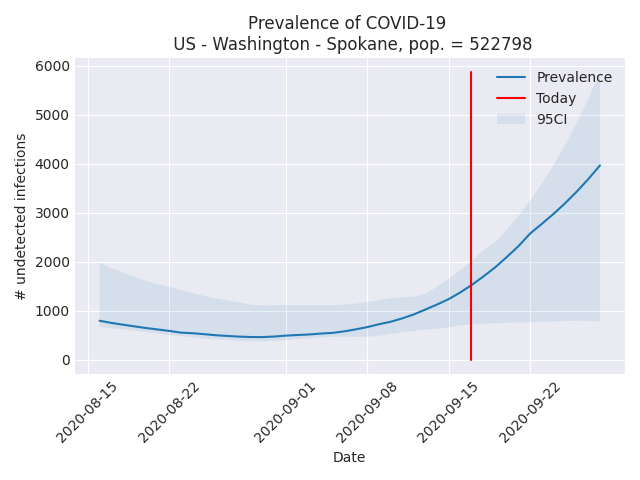 Prevalence of COVID-19
US - Washington - Spokane, pop. = 522798
# undetected infections
6000
5000
4000
3000
2000
1000
0
Prevalence
Today
95CI
2020-08-15
2020-08-22
2020-09-01
2020-09-08
2020-09-15
2020-09-22
Date